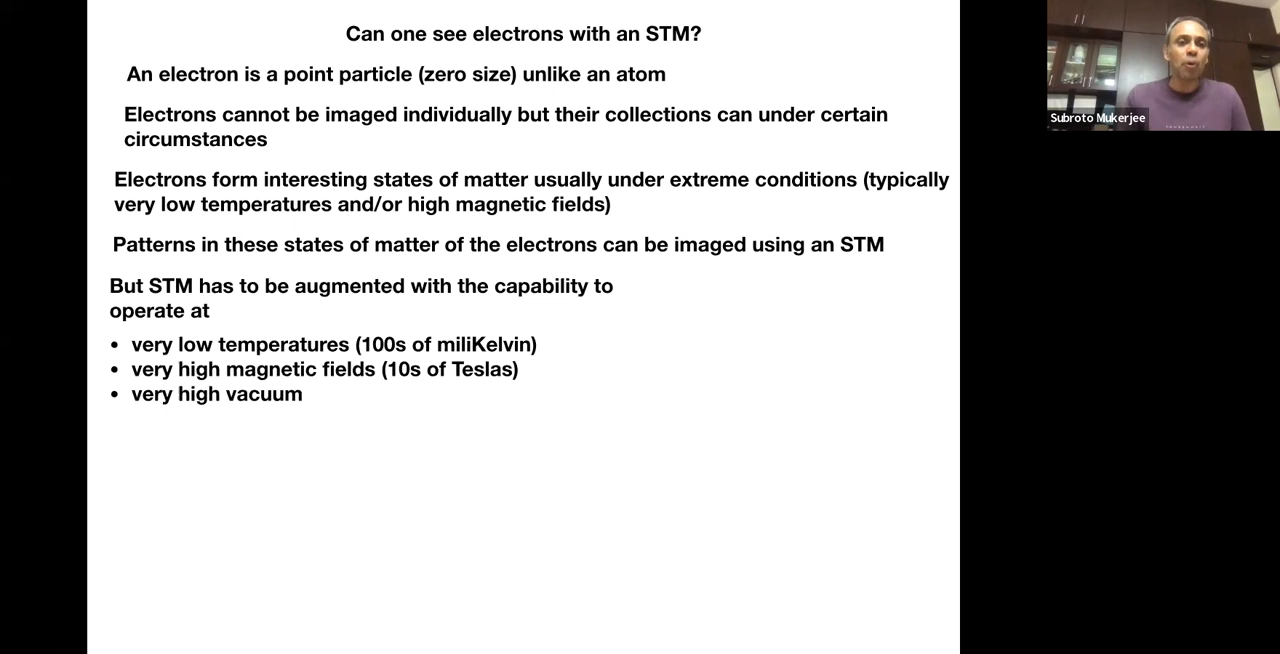 Can one see electrons with an STM?
An electron is a point particle (zero size) unlike an atom
Electrons cannot be imaged individually but their collections can under certain
circumstances
Electrons form interesting states of matter usually under extreme conditions (typically
very low temperatures and/or high magnetic fields)
Patterns in these states of matter of the electrons can be imaged using an STM
But STM has to be augmented with the capability to
operate at
• very low temperatures (100s of miliKelvin)
• very high magnetic fields (10s of Teslas)
• very high vacuum
Subroto Mukerjee